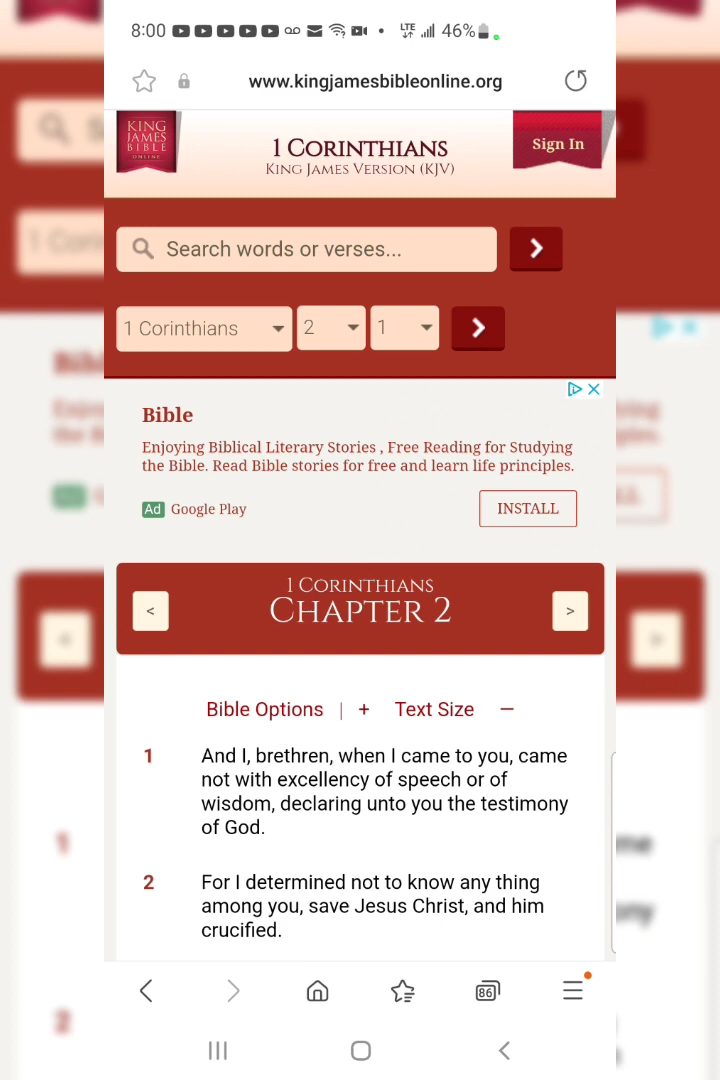 8:00 LTE 46%
www.kingjamesbibleonline.org
KING
JAMES
BIBLE
ONLINE
1 CORINTHIANS
KING JAMES VERSION (KJV)
Sign In
Search words or verses...
1 Corinthians 2 1
Bible
Enjoying Biblical Literary Stories , Free Reading for Studying
the Bible. Read Bible stories for free and learn life principles.
Ad Google Play
INSTALL
1 CORINTHIANS
< CHAPTER 2 >
Bible Options | + Text Size −
1 And I, brethren, when I came to you, came
not with excellency of speech or of
wisdom, declaring unto you the testimony
of God.
2 For I determined not to know any thing
among you, save Jesus Christ, and him
crucified.
86